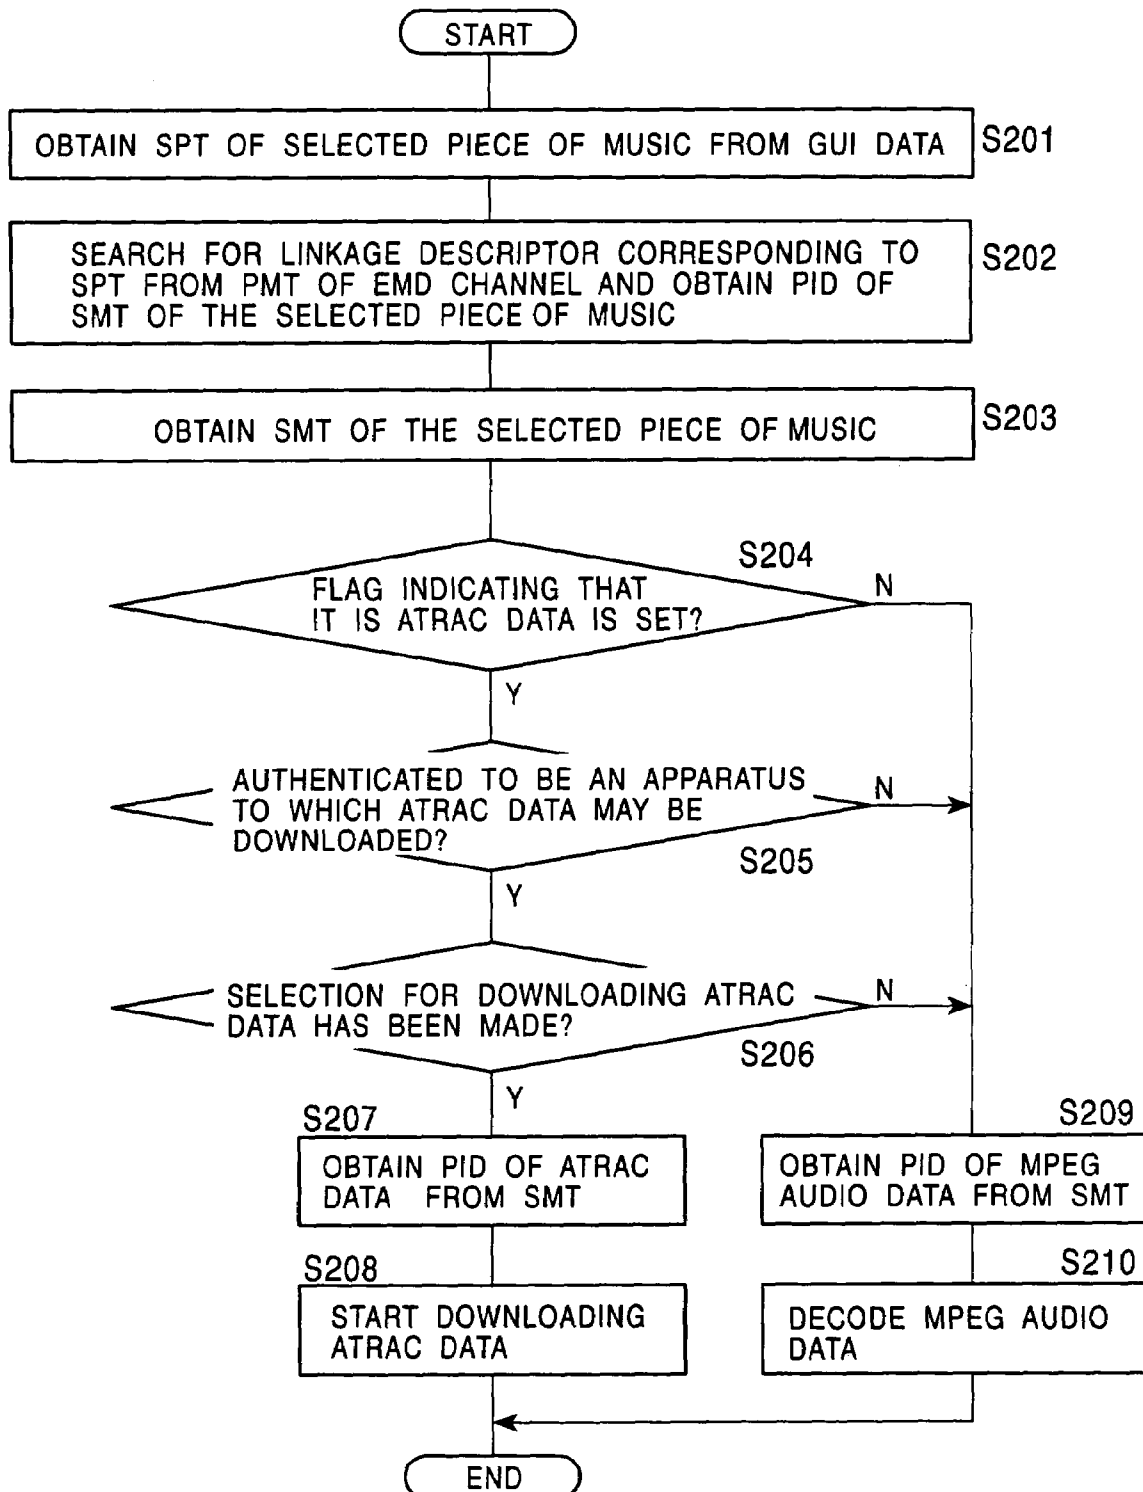 START
OBTAIN SPT OF SELECTED PIECE OF MUSIC FROM GUI DATA
S201
SEARCH FOR LINKAGE DESCRIPTOR CORRESPONDING TO
SPT FROM PMT OF EMD CHANNEL AND OBTAIN PID OF
SMT OF THE SELECTED PIECE OF MUSIC
S202
OBTAIN SMT OF THE SELECTED PIECE OF MUSIC
S203
S204
FLAG INDICATING THAT
IT IS ATRAC DATA IS SET?
N
Y
AUTHENTICATED TO BE AN APPARATUS
TO WHICH ATRAC DATA MAY BE
DOWNLOADED?
N
S205
Y
SELECTION FOR DOWNLOADING ATRAC
DATA HAS BEEN MADE?
N
S206
Y
S207
OBTAIN PID OF ATRAC
DATA FROM SMT
S209
OBTAIN PID OF MPEG
AUDIO DATA FROM SMT
S208
START DOWNLOADING
ATRAC DATA
S210
DECODE MPEG AUDIO
DATA
END